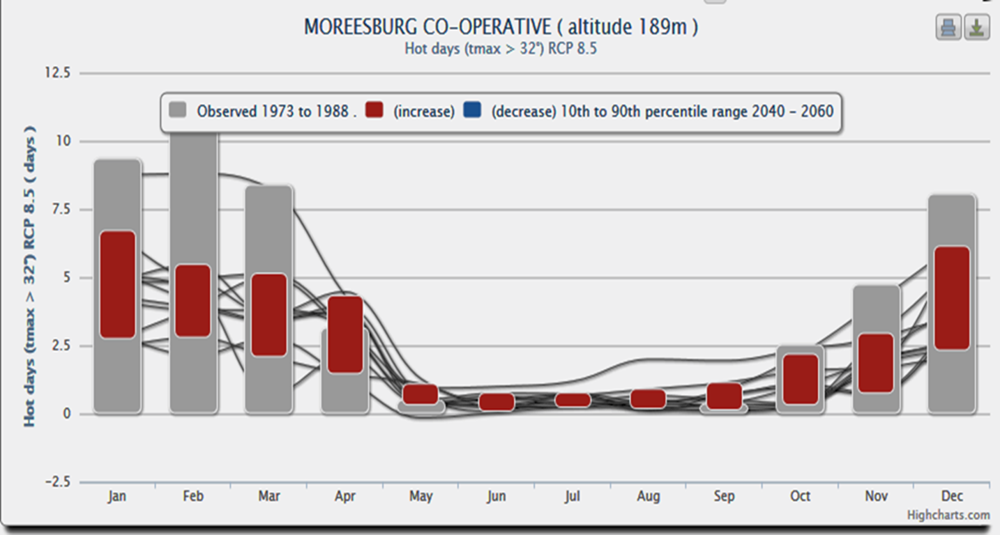 MOREESBURG CO-OPERATIVE ( altitude 189m )
Hot days (tmax > 32°) RCP 8.5
Hot days (tmax > 32°) RCP 8.5 ( days )
12.5
10
7.5
5
2.5
0
-2.5
Observed 1973 to 1988 . (increase) (decrease) 10th to 90th percentile range 2040 - 2060
Jan Feb Mar Apr May Jun Jul Aug Sep Oct Nov Dec
Highcharts.com